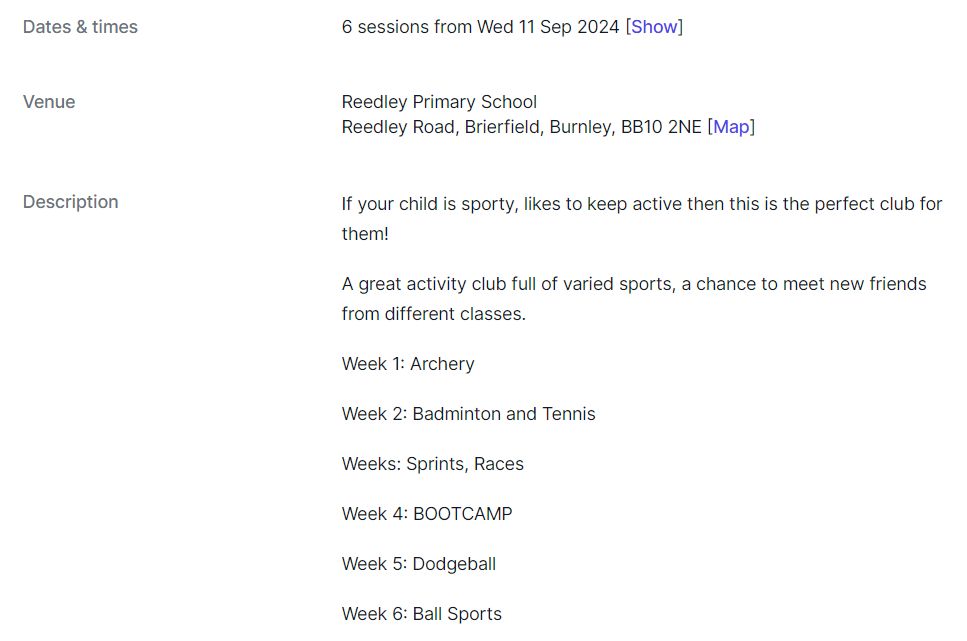 Dates & times
6 sessions from Wed 11 Sep 2024 [Show]
Venue
Reedley Primary School
Reedley Road, Brierfield, Burnley, BB10 2NE [Map]
Description
If your child is sporty, likes to keep active then this is the perfect club for
them!
A great activity club full of varied sports, a chance to meet new friends
from different classes.
Week 1: Archery
Week 2: Badminton and Tennis
Weeks: Sprints, Races
Week 4: BOOTCAMP
Week 5: Dodgeball
Week 6: Ball Sports